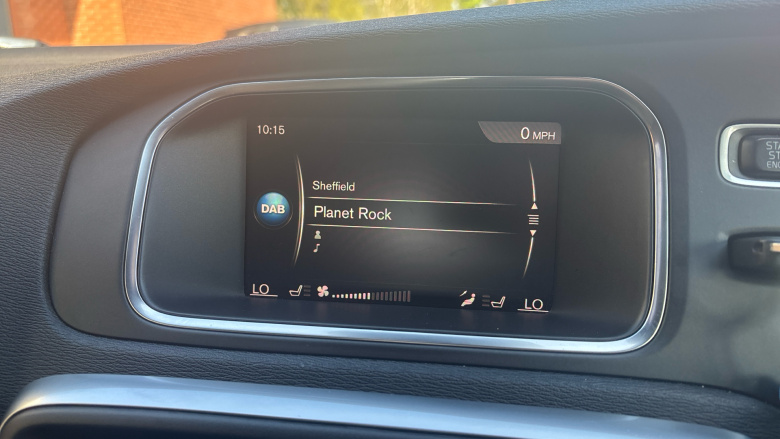 10:15
0 MPH
Sheffield
DAB
Planet Rock
LO
LO